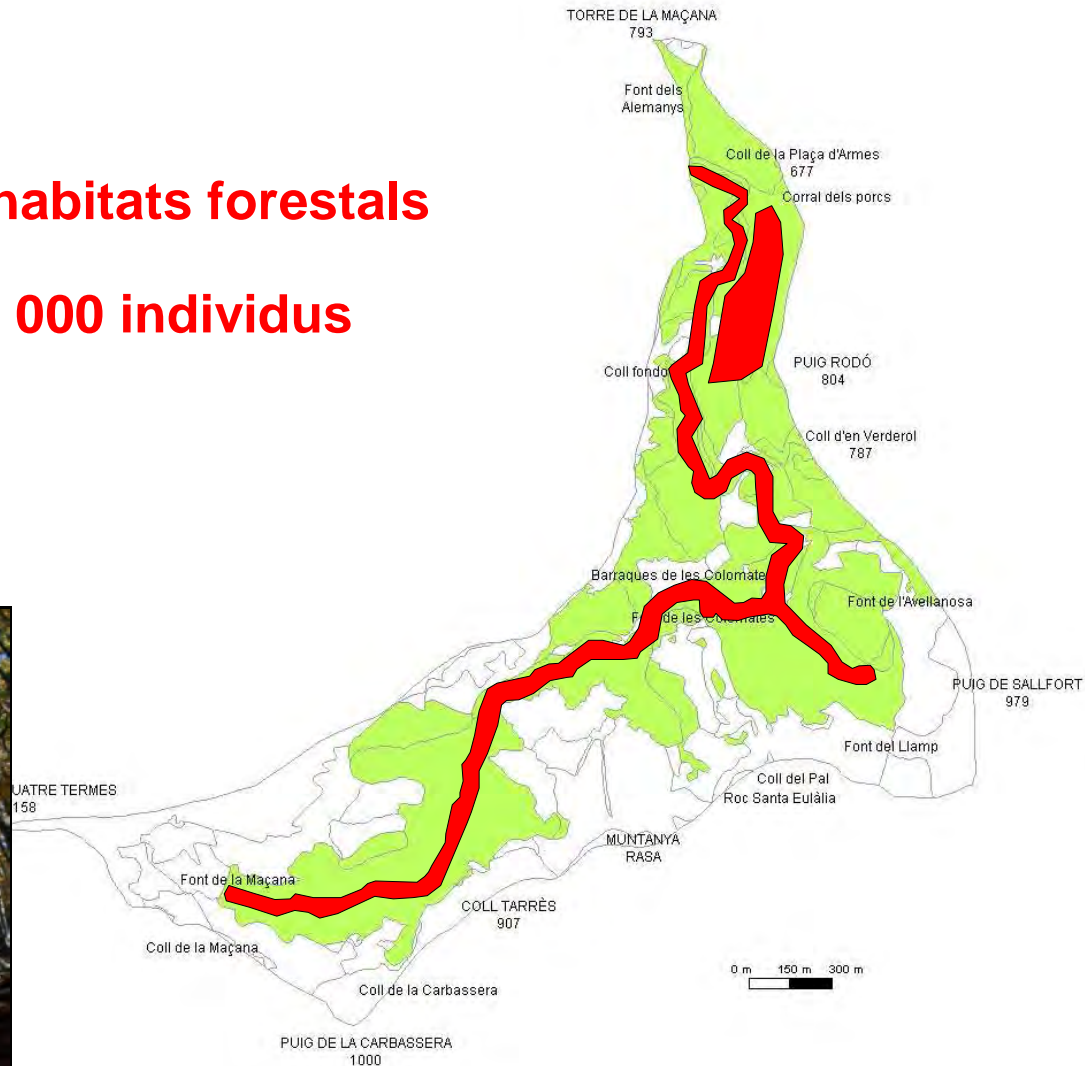 TORRE DE LA MAÇANA
793
Font dels
Alemanys
Coll de la Plaça d'Armes
677
Corral dels porcs
habitats forestals
000 individus
PUIG RODÓ
804
Coll fondo
Coll d'en Verderol
787
Barraques de les Colomate
Font de l'Avellanosa
de les Colomates
PUIG DE SALLFORT
979
Font del Llamp
Coll del Pal
Roc Santa Eulàlia
UATRE TERMES
158
MUNTANYA
RASA
Font de la Maçana
COLL TARRÈS
907
Coll de la Maçana
0 m 150 m 300 m
Coll de la Carbassera
PUIG DE LA CARBASSERA
1000